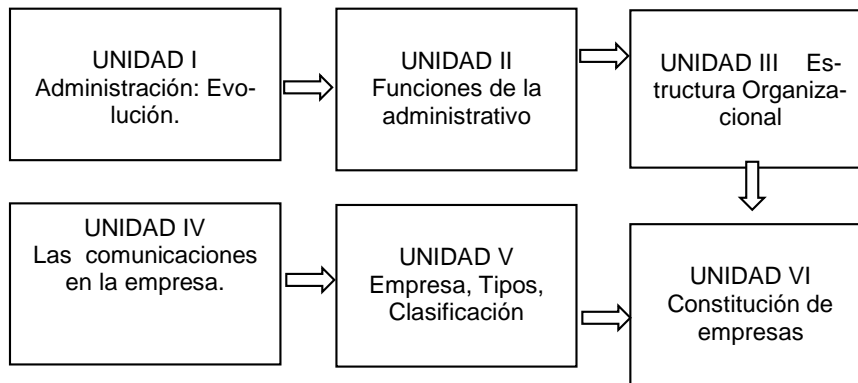 UNIDAD I
Administración: Evo-
lución.
UNIDAD II
Funciones de la
administrativo
UNIDAD III Es-
tructura Organiza-
cional
UNIDAD IV
Las comunicaciones
en la empresa.
UNIDAD V
Empresa, Tipos,
Clasificación
UNIDAD VI
Constitución de
empresas